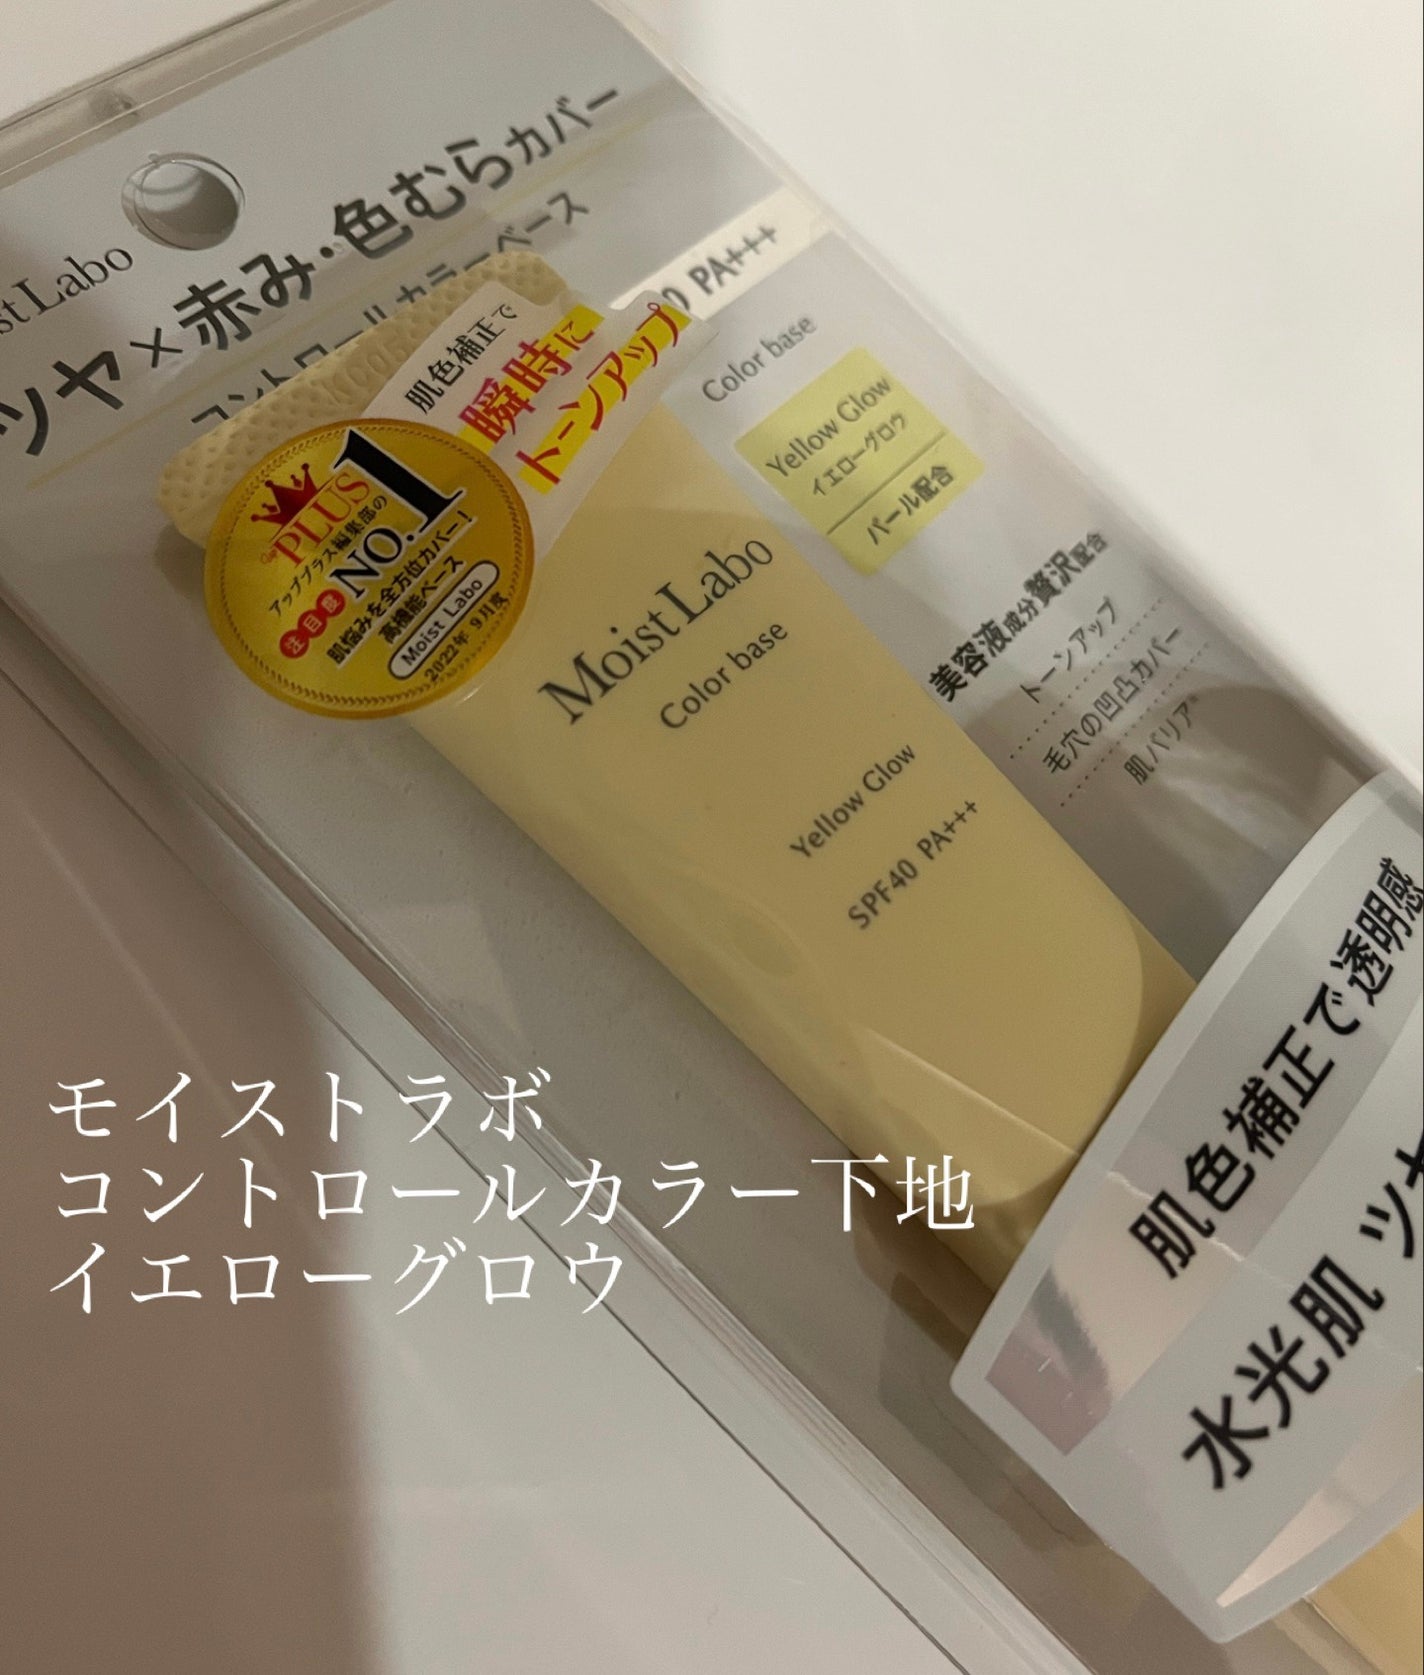 Labo
ツヤ×赤み・色むらカバー
コントロールカラーベース
PA+++
肌色補正で
瞬時に
トーンアップ
Color base
Yellow Glow
イエローグロウ
パール配合
PLUS
アッププラス編集部の
注目度
NO.1
肌悩みを全方位カバー!
高機能ベース
Moist Labo
2022年 9月度
Moist Labo
Color base
Yellow Glow
SPF40 PA+++
美容液成分贅沢配合
トーンアップ
毛穴の凹凸カバー
肌バリア*
肌色補正で透明感
水光肌 ツヤ
モイストラボ
コントロールカラー下地
イエローグロウ